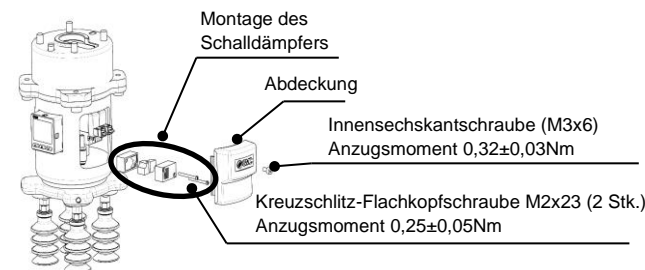 Montage des
Schalldämpfers
Abdeckung
Innensechskantschraube (M3x6)
Anzugsmoment 0,32±0,03Nm
Kreuzschlitz-Flachkopfschraube M2x23 (2 Stk.)
Anzugsmoment 0,25±0,05Nm